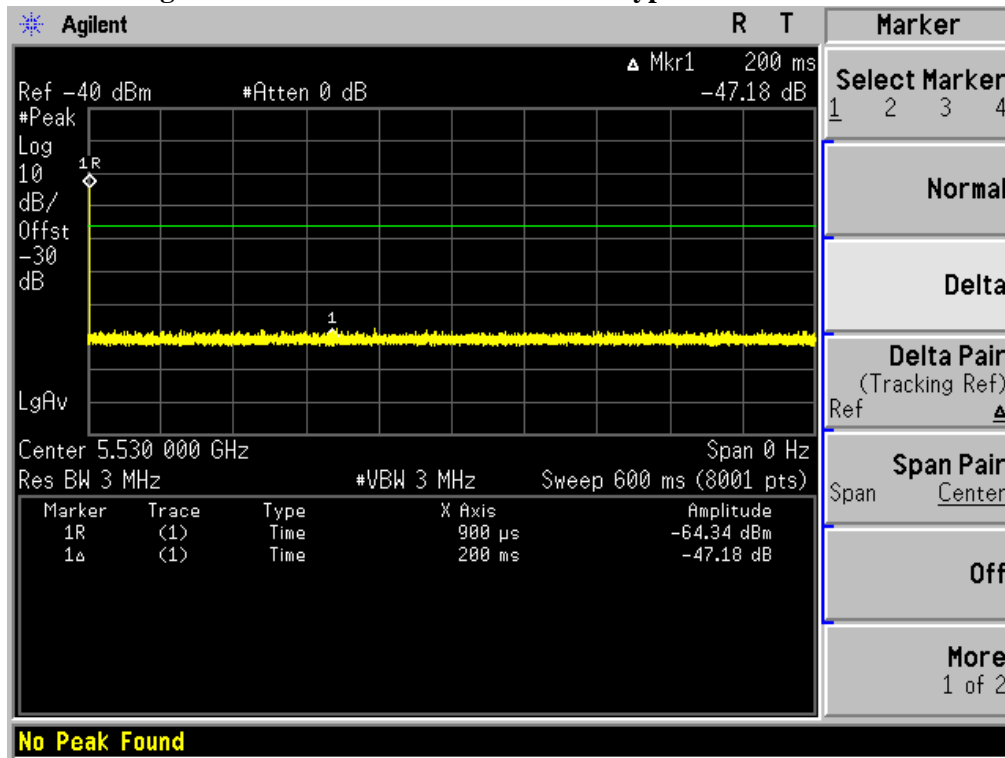 Agilent R T
▵ Mkr1 200 ms
Ref -40 dBm #Atten 0 dB -47.18 dB
#Peak
Log
10
dB/
Offst
-30
dB
1R
1
LgAv
Center 5.530 000 GHz Span 0 Hz
Res BW 3 MHz #VBW 3 MHz Sweep 600 ms (8001 pts)
Marker Trace Type X Axis Amplitude
1R (1) Time 900 µs -64.34 dBm
1▵ (1) Time 200 ms -47.18 dB
No Peak Found
Marker
Select Marker
1 2 3 4
Normal
Delta
Delta Pair
(Tracking Ref)
Ref ▵
Span Pair
Span Center
Off
More
1 of 2